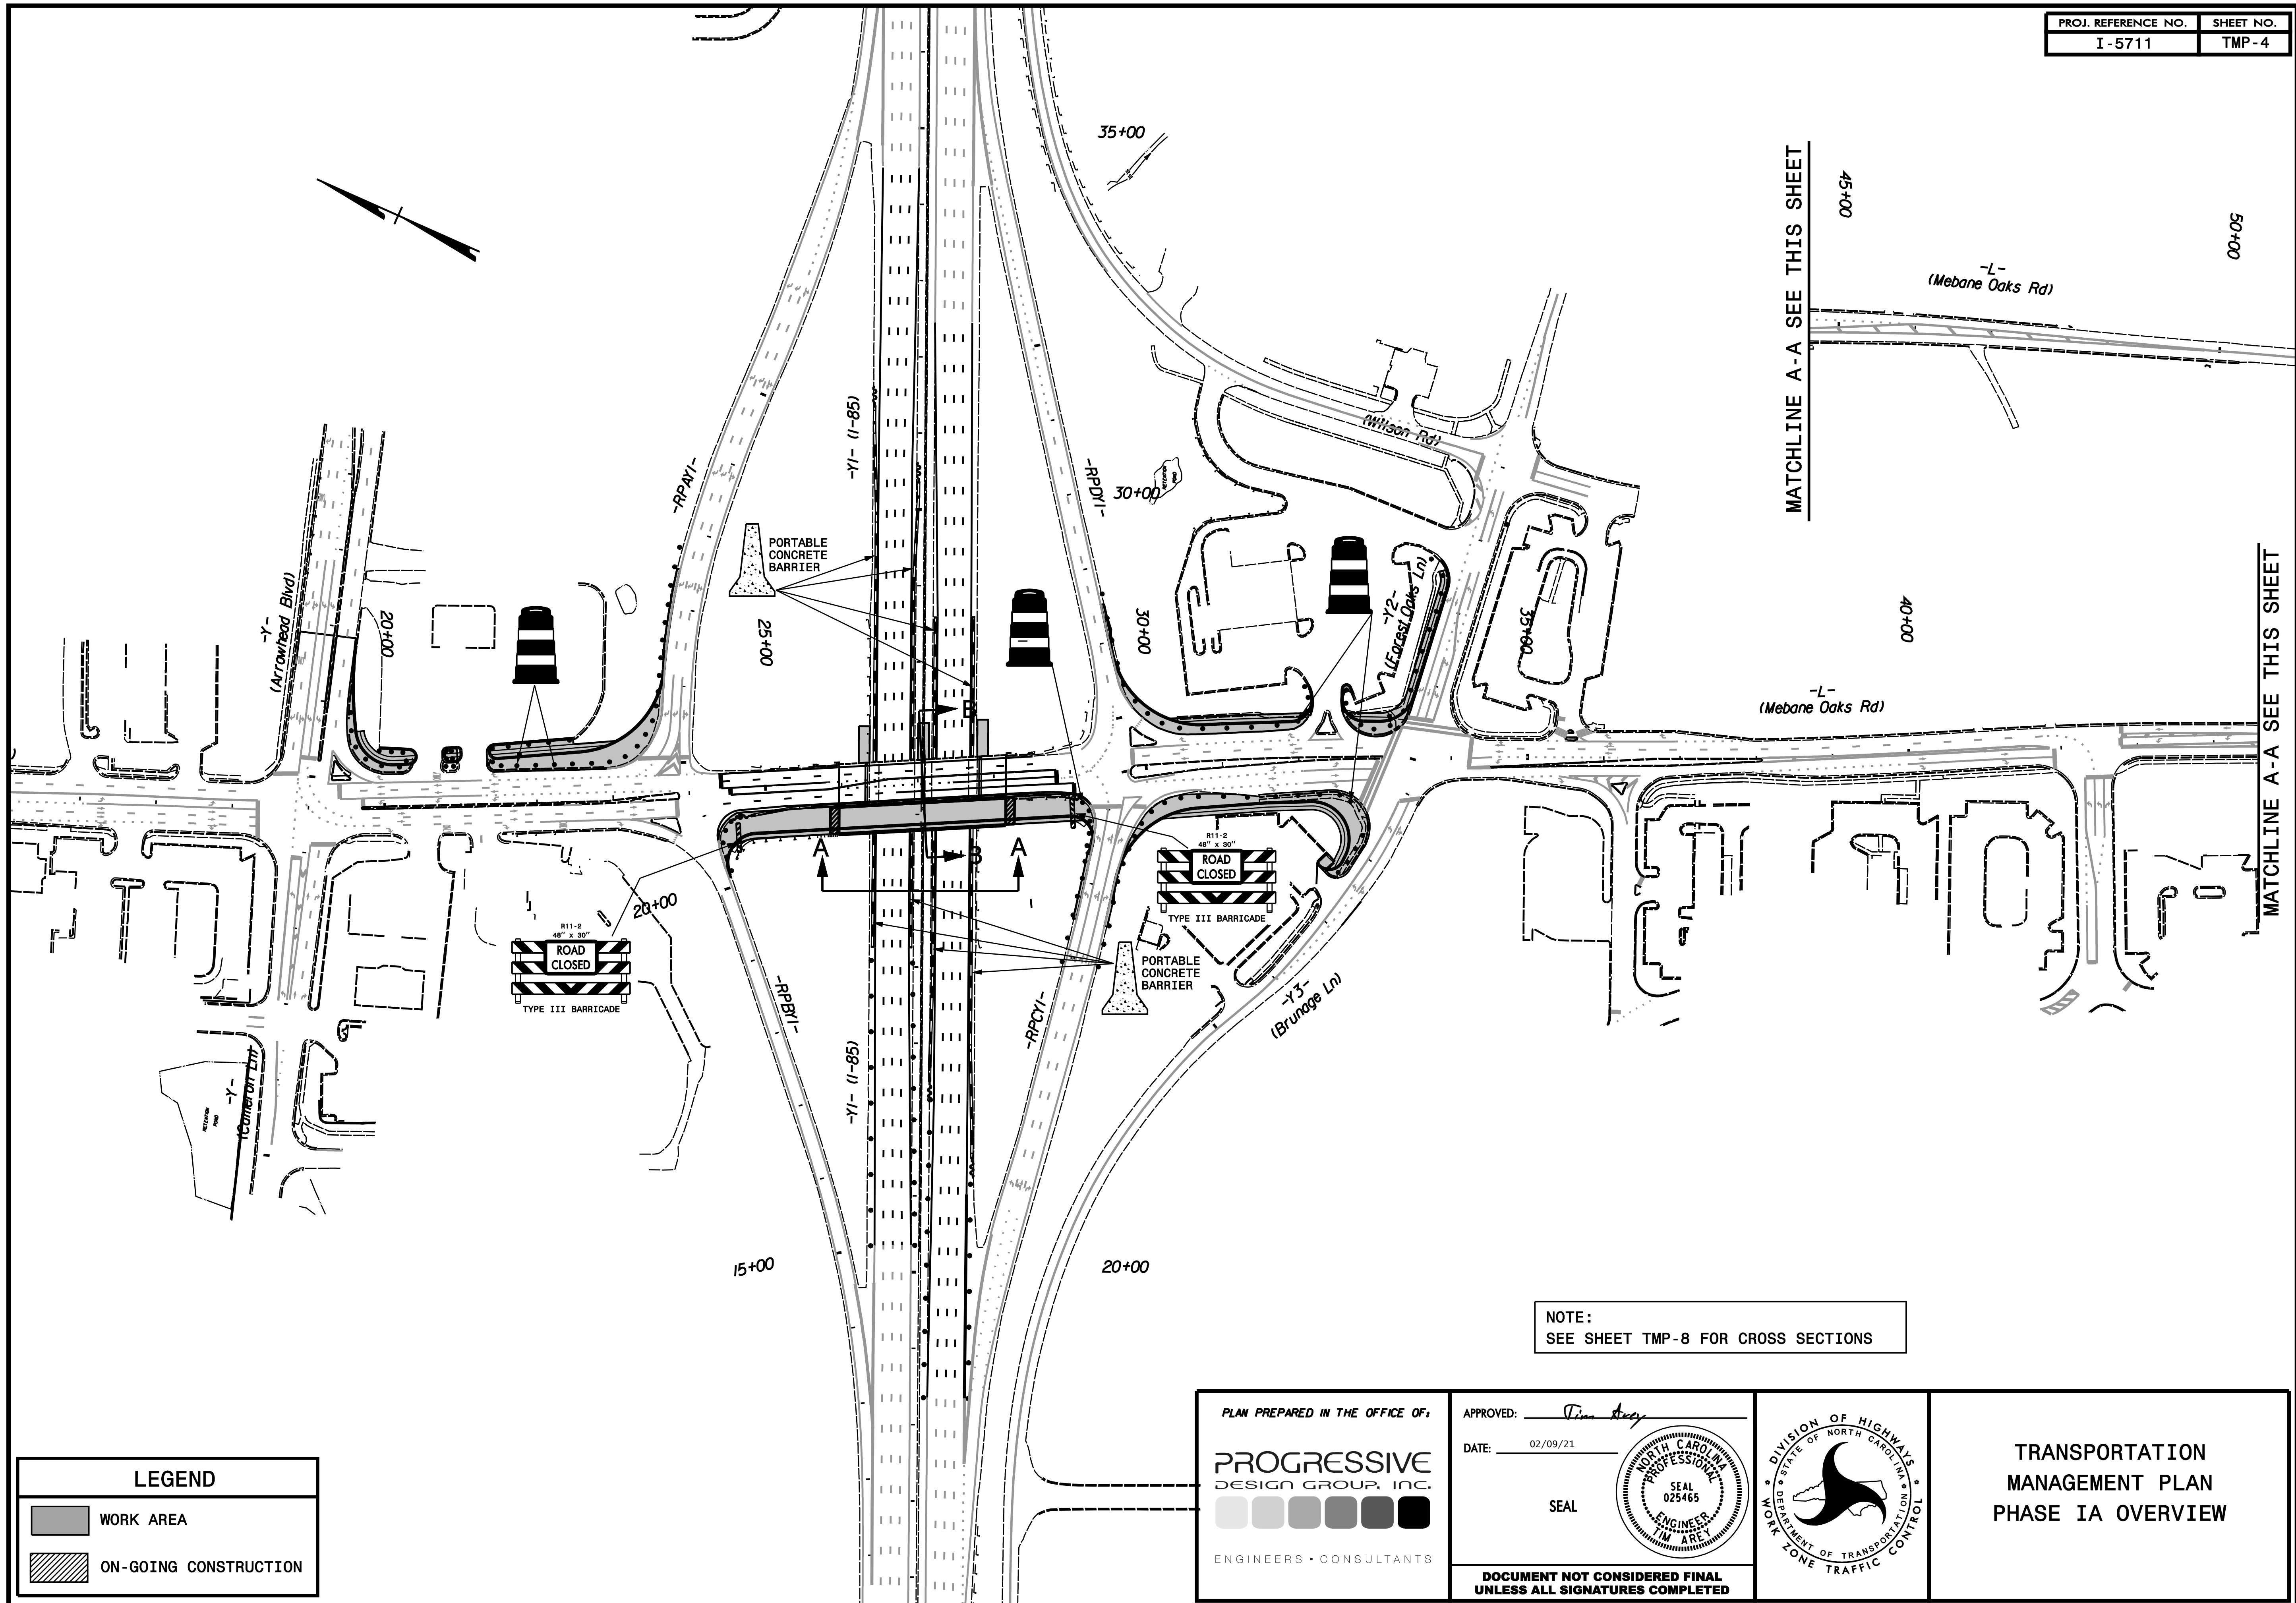 PROJ. REFERENCE NO.
SHEET NO.
I-5711
TMP-4
35+00
MATCHLINE A-A SEE THIS SHEET
45+00
50+00
-L-
(Mebane Oaks Rd)
-Y1- (I-85)
-RPAY1-
-RPDY1-
(Wilson Rd)
30+00
RETENTION
POND
PORTABLE
CONCRETE
BARRIER
-Y-
(Arrowhead Blvd)
20+00
25+00
30+00
-Y2-
(Forest Oaks Ln)
35+00
40+00
-L-
(Mebane Oaks Rd)
MATCHLINE A-A SEE THIS SHEET
B
B
A
A
R11-2
48" x 30"
ROAD
CLOSED
TYPE III BARRICADE
20+00
R11-2
48" x 30"
ROAD
CLOSED
TYPE III BARRICADE
PORTABLE
CONCRETE
BARRIER
-RPBY1-
-RPCY1-
-Y3-
(Brunage Ln)
-Y1- (I-85)
-Y-
(Cameron Ln)
RETENTION
POND
15+00
20+00
NOTE:
SEE SHEET TMP-8 FOR CROSS SECTIONS
LEGEND
WORK AREA
ON-GOING CONSTRUCTION
PLAN PREPARED IN THE OFFICE OF:
PROGRESSIVE
DESIGN GROUP, INC.
ENGINEERS • CONSULTANTS
APPROVED: Tim Arey
DATE: 02/09/21
SEAL
NORTH CAROLINA
PROFESSIONAL
SEAL
025465
ENGINEER
TIM AREY
DOCUMENT NOT CONSIDERED FINAL
UNLESS ALL SIGNATURES COMPLETED
DIVISION OF HIGHWAYS
STATE OF NORTH CAROLINA
DEPARTMENT OF TRANSPORTATION
WORK ZONE TRAFFIC CONTROL
TRANSPORTATION
MANAGEMENT PLAN
PHASE IA OVERVIEW